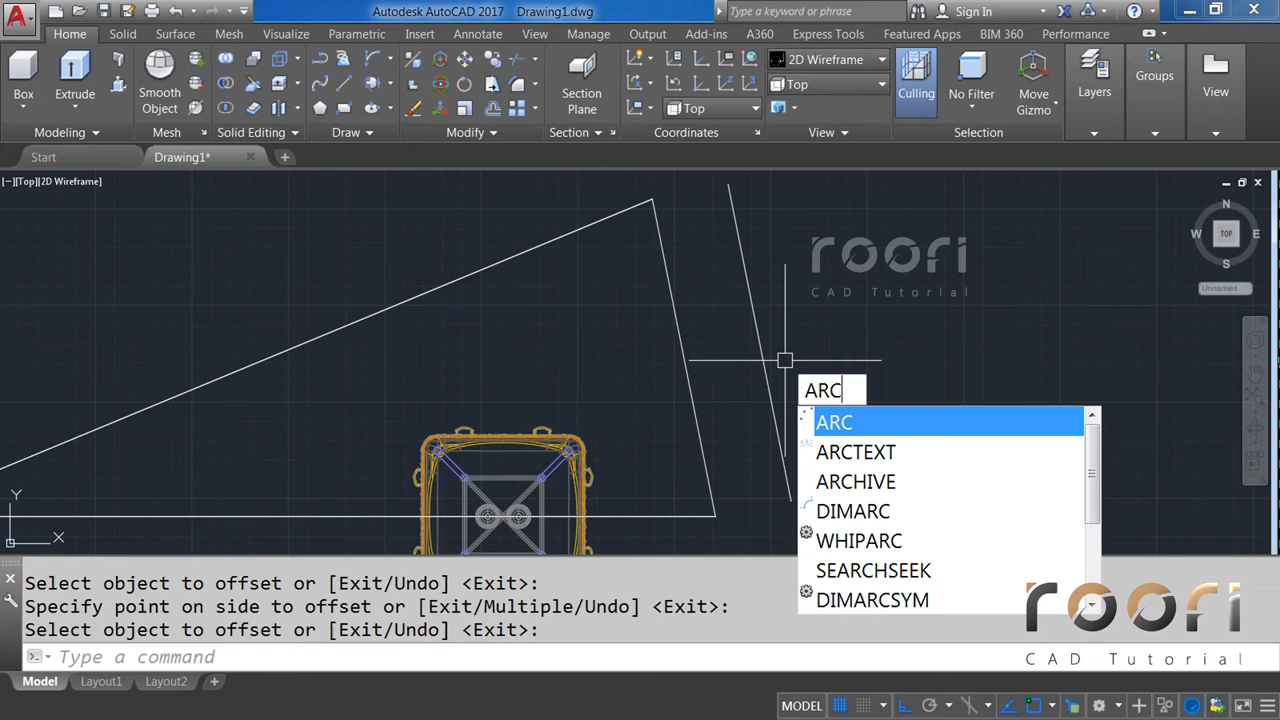 Autodesk AutoCAD 2017 Drawing1.dwg
Type a keyword or phrase
Sign In
Home Solid Surface Mesh Visualize Parametric Insert Annotate View Manage Output Add-ins A360 Express Tools Featured Apps BIM 360 Performance
Box
Extrude
Smooth
Object
Section
Plane
2D Wireframe
Top
Top
Culling
No Filter
Move
Gizmo
Layers
Groups
View
Modeling Mesh Solid Editing Draw Modify Section Coordinates View Selection
Start
Drawing1*
[−][Top][2D Wireframe]
N
W
TOP
E
S
Unnamed
roofi
CAD Tutorial
ARC
ARC
ARCTEXT
ARCHIVE
DIMARC
WHIPARC
SEARCHSEEK
DIMARCSYM
Y
X
Select object to offset or [Exit/Undo] <Exit>:
Specify point on side to offset or [Exit/Multiple/Undo] <Exit>:
Select object to offset or [Exit/Undo] <Exit>:
Type a command
roofi
CAD Tutorial
Model Layout1 Layout2
MODEL